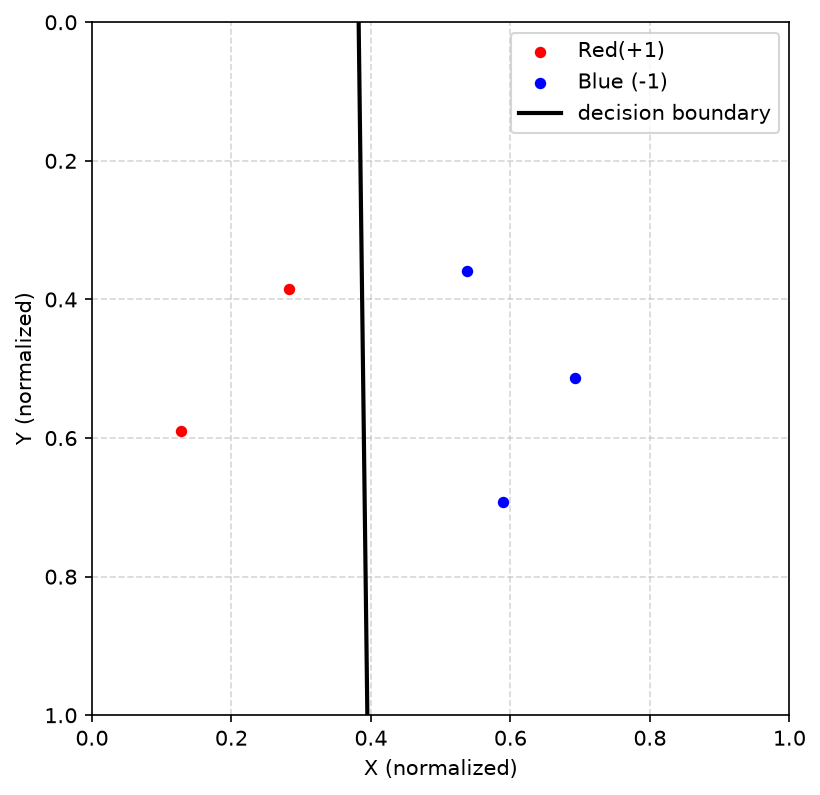 Red(+1)
Blue (-1)
decision boundary
Y (normalized)
0.0
0.2
0.4
0.6
0.8
1.0
0.0 0.2 0.4 0.6 0.8 1.0
X (normalized)